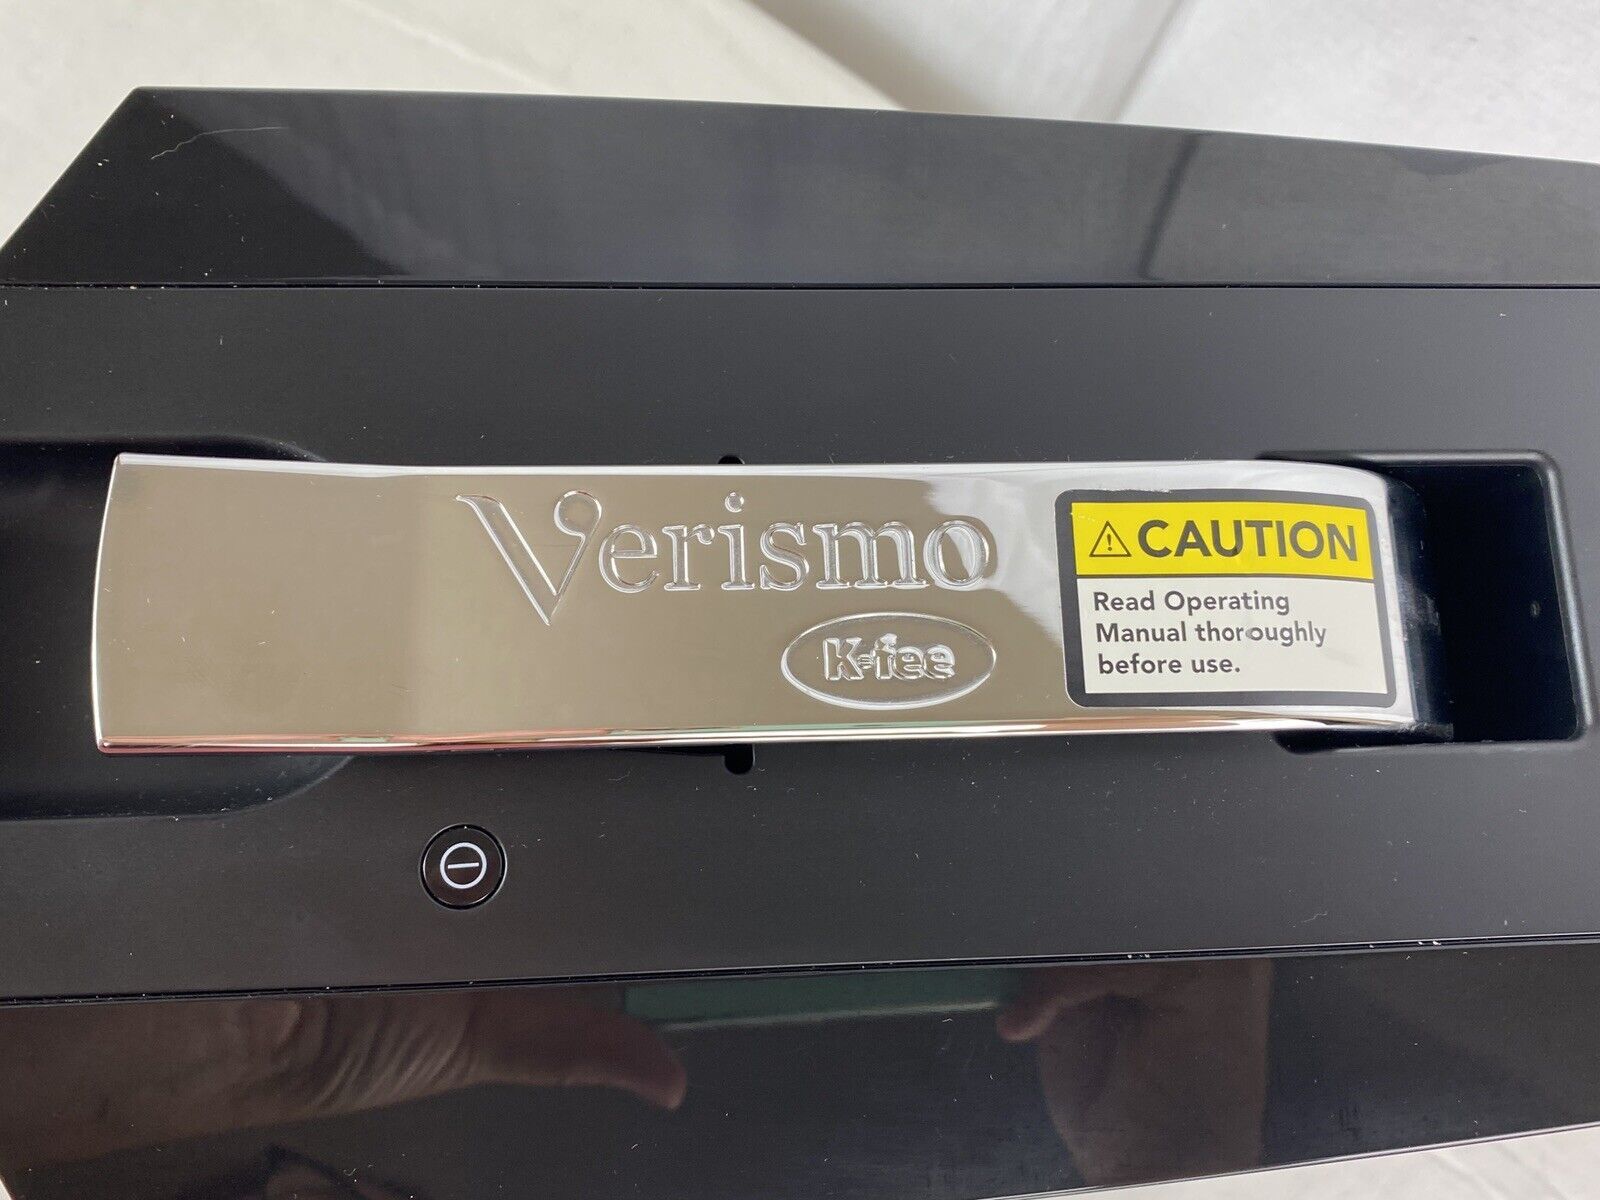 Verismo
K-fee
CAUTION
Read Operating
Manual thoroughly
before use.